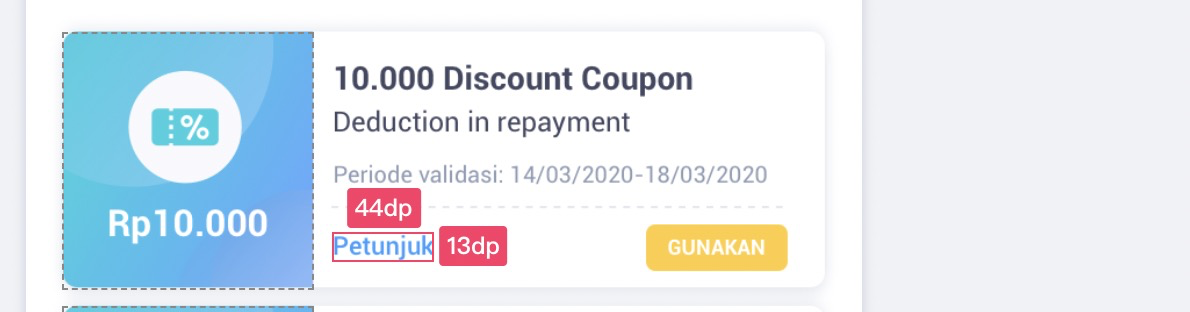 10.000 Discount Coupon
Deduction in repayment
%
Rp10.000
Periode validasi: 14/03/2020-18/03/2020
44dp
Petunjuk
13dp
GUNAKAN